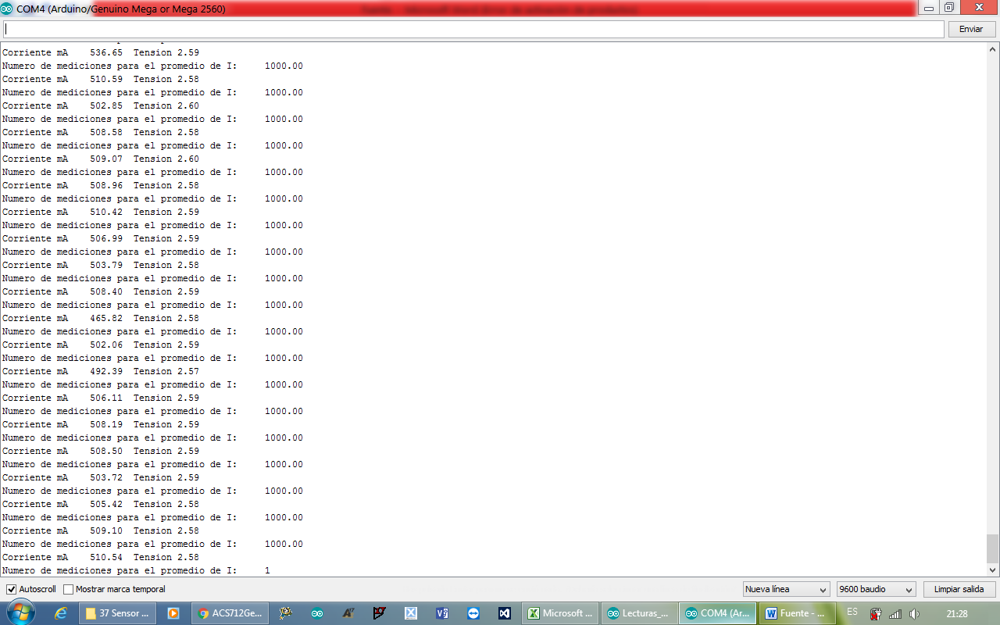 COM4 (Arduino/Genuino Mega or Mega 2560)
Enviar
Corriente mA 536.65 Tension 2.59
Numero de mediciones para el promedio de I: 1000.00
Corriente mA 510.59 Tension 2.58
Numero de mediciones para el promedio de I: 1000.00
Corriente mA 502.85 Tension 2.60
Numero de mediciones para el promedio de I: 1000.00
Corriente mA 508.58 Tension 2.58
Numero de mediciones para el promedio de I: 1000.00
Corriente mA 509.07 Tension 2.60
Numero de mediciones para el promedio de I: 1000.00
Corriente mA 508.96 Tension 2.58
Numero de mediciones para el promedio de I: 1000.00
Corriente mA 510.42 Tension 2.59
Numero de mediciones para el promedio de I: 1000.00
Corriente mA 506.99 Tension 2.59
Numero de mediciones para el promedio de I: 1000.00
Corriente mA 503.79 Tension 2.58
Numero de mediciones para el promedio de I: 1000.00
Corriente mA 508.40 Tension 2.59
Numero de mediciones para el promedio de I: 1000.00
Corriente mA 465.82 Tension 2.58
Numero de mediciones para el promedio de I: 1000.00
Corriente mA 502.06 Tension 2.59
Numero de mediciones para el promedio de I: 1000.00
Corriente mA 492.39 Tension 2.57
Numero de mediciones para el promedio de I: 1000.00
Corriente mA 506.11 Tension 2.59
Numero de mediciones para el promedio de I: 1000.00
Corriente mA 508.19 Tension 2.59
Numero de mediciones para el promedio de I: 1000.00
Corriente mA 508.50 Tension 2.59
Numero de mediciones para el promedio de I: 1000.00
Corriente mA 503.72 Tension 2.59
Numero de mediciones para el promedio de I: 1000.00
Corriente mA 505.42 Tension 2.58
Numero de mediciones para el promedio de I: 1000.00
Corriente mA 509.10 Tension 2.58
Numero de mediciones para el promedio de I: 1000.00
Corriente mA 510.54 Tension 2.58
Numero de mediciones para el promedio de I: 1
Autoscroll Mostrar marca temporal Nueva línea 9600 baudio Limpiar salida
37 Sensor ... ACS712Ge... Microsoft ... Lecturas_... COM4 (Ar... Fuente - ... ES 21:28